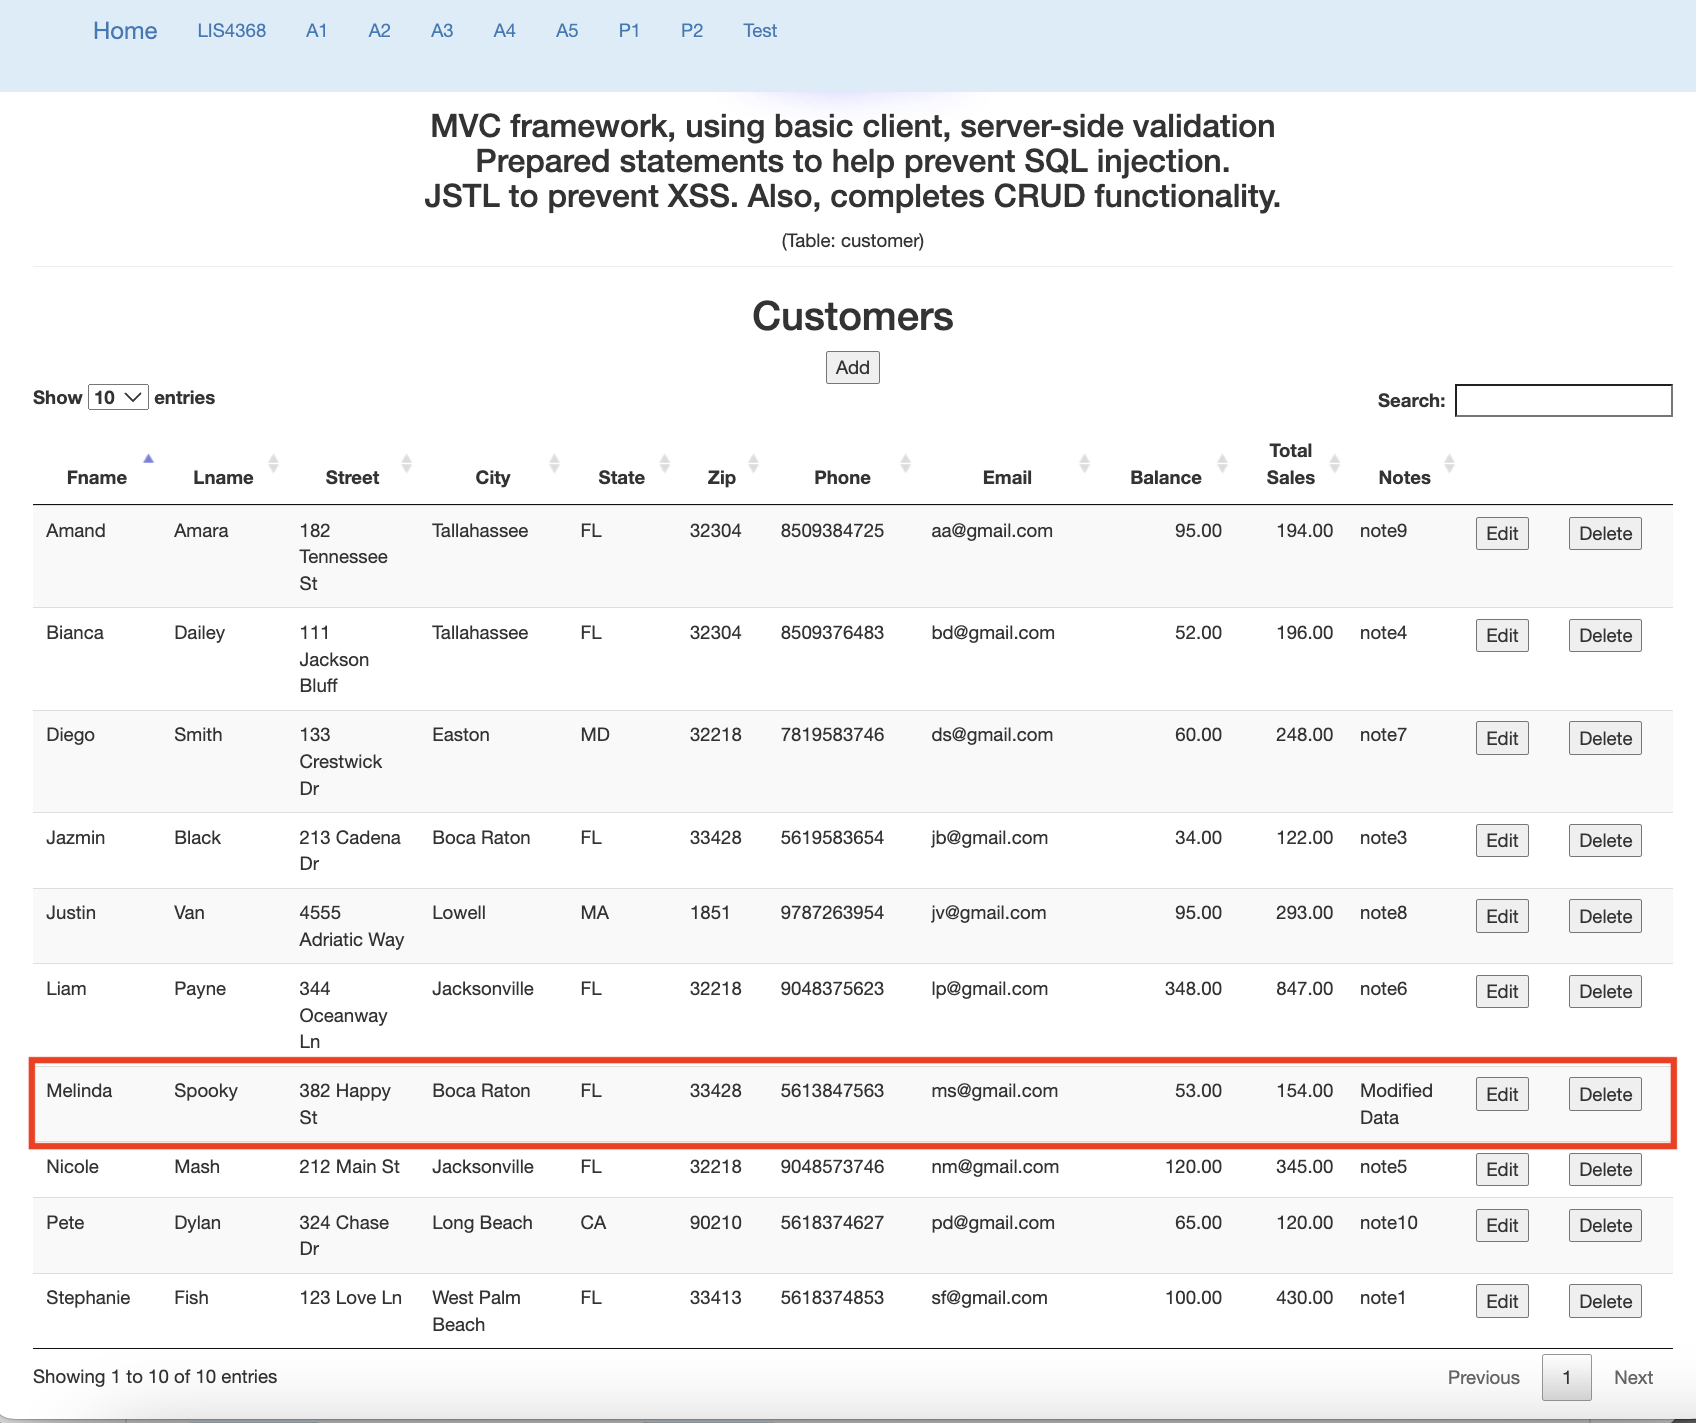 Home LIS4368 A1 A2 A3 A4 A5 P1 P2 Test
MVC framework, using basic client, server-side validation
Prepared statements to help prevent SQL injection.
JSTL to prevent XSS. Also, completes CRUD functionality.
(Table: customer)
Customers
Add
Show 10 entries
Search:
Fname Lname Street City State Zip Phone Email Balance Total Sales Notes
Amand Amara 182 Tennessee St Tallahassee FL 32304 8509384725 aa@gmail.com 95.00 194.00 note9 Edit Delete
Bianca Dailey 111 Jackson Bluff Tallahassee FL 32304 8509376483 bd@gmail.com 52.00 196.00 note4 Edit Delete
Diego Smith 133 Crestwick Dr Easton MD 32218 7819583746 ds@gmail.com 60.00 248.00 note7 Edit Delete
Jazmin Black 213 Cadena Dr Boca Raton FL 33428 5619583654 jb@gmail.com 34.00 122.00 note3 Edit Delete
Justin Van 4555 Adriatic Way Lowell MA 1851 9787263954 jv@gmail.com 95.00 293.00 note8 Edit Delete
Liam Payne 344 Oceanway Ln Jacksonville FL 32218 9048375623 lp@gmail.com 348.00 847.00 note6 Edit Delete
Melinda Spooky 382 Happy St Boca Raton FL 33428 5613847563 ms@gmail.com 53.00 154.00 Modified Data Edit Delete
Nicole Mash 212 Main St Jacksonville FL 32218 9048573746 nm@gmail.com 120.00 345.00 note5 Edit Delete
Pete Dylan 324 Chase Dr Long Beach CA 90210 5618374627 pd@gmail.com 65.00 120.00 note10 Edit Delete
Stephanie Fish 123 Love Ln West Palm Beach FL 33413 5618374853 sf@gmail.com 100.00 430.00 note1 Edit Delete
Showing 1 to 10 of 10 entries
Previous 1 Next